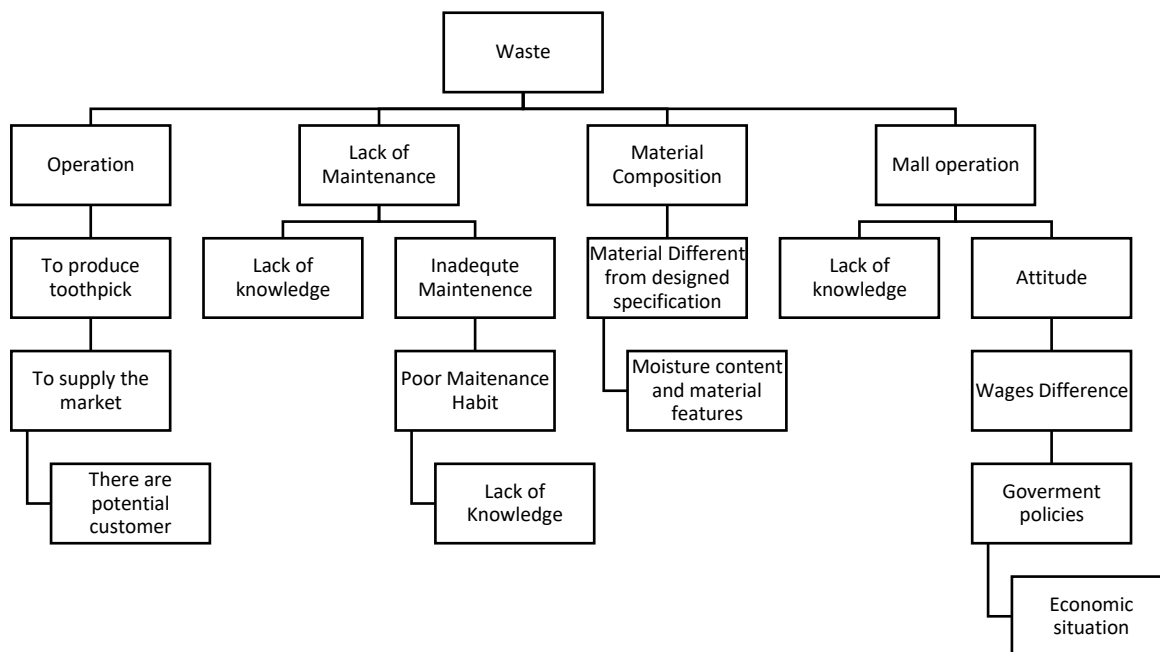 Waste
Operation
Lack of
Maintenance
Material
Composition
Mall operation
To produce
toothpick
Lack of
knowledge
Inadequte
Maintenence
Material Different
from designed
specification
Lack of
knowledge
Attitude
To supply the
market
Poor Maitenance
Habit
Moisture content
and material
features
Wages Difference
There are
potential
customer
Lack of
Knowledge
Goverment
policies
Economic
situation